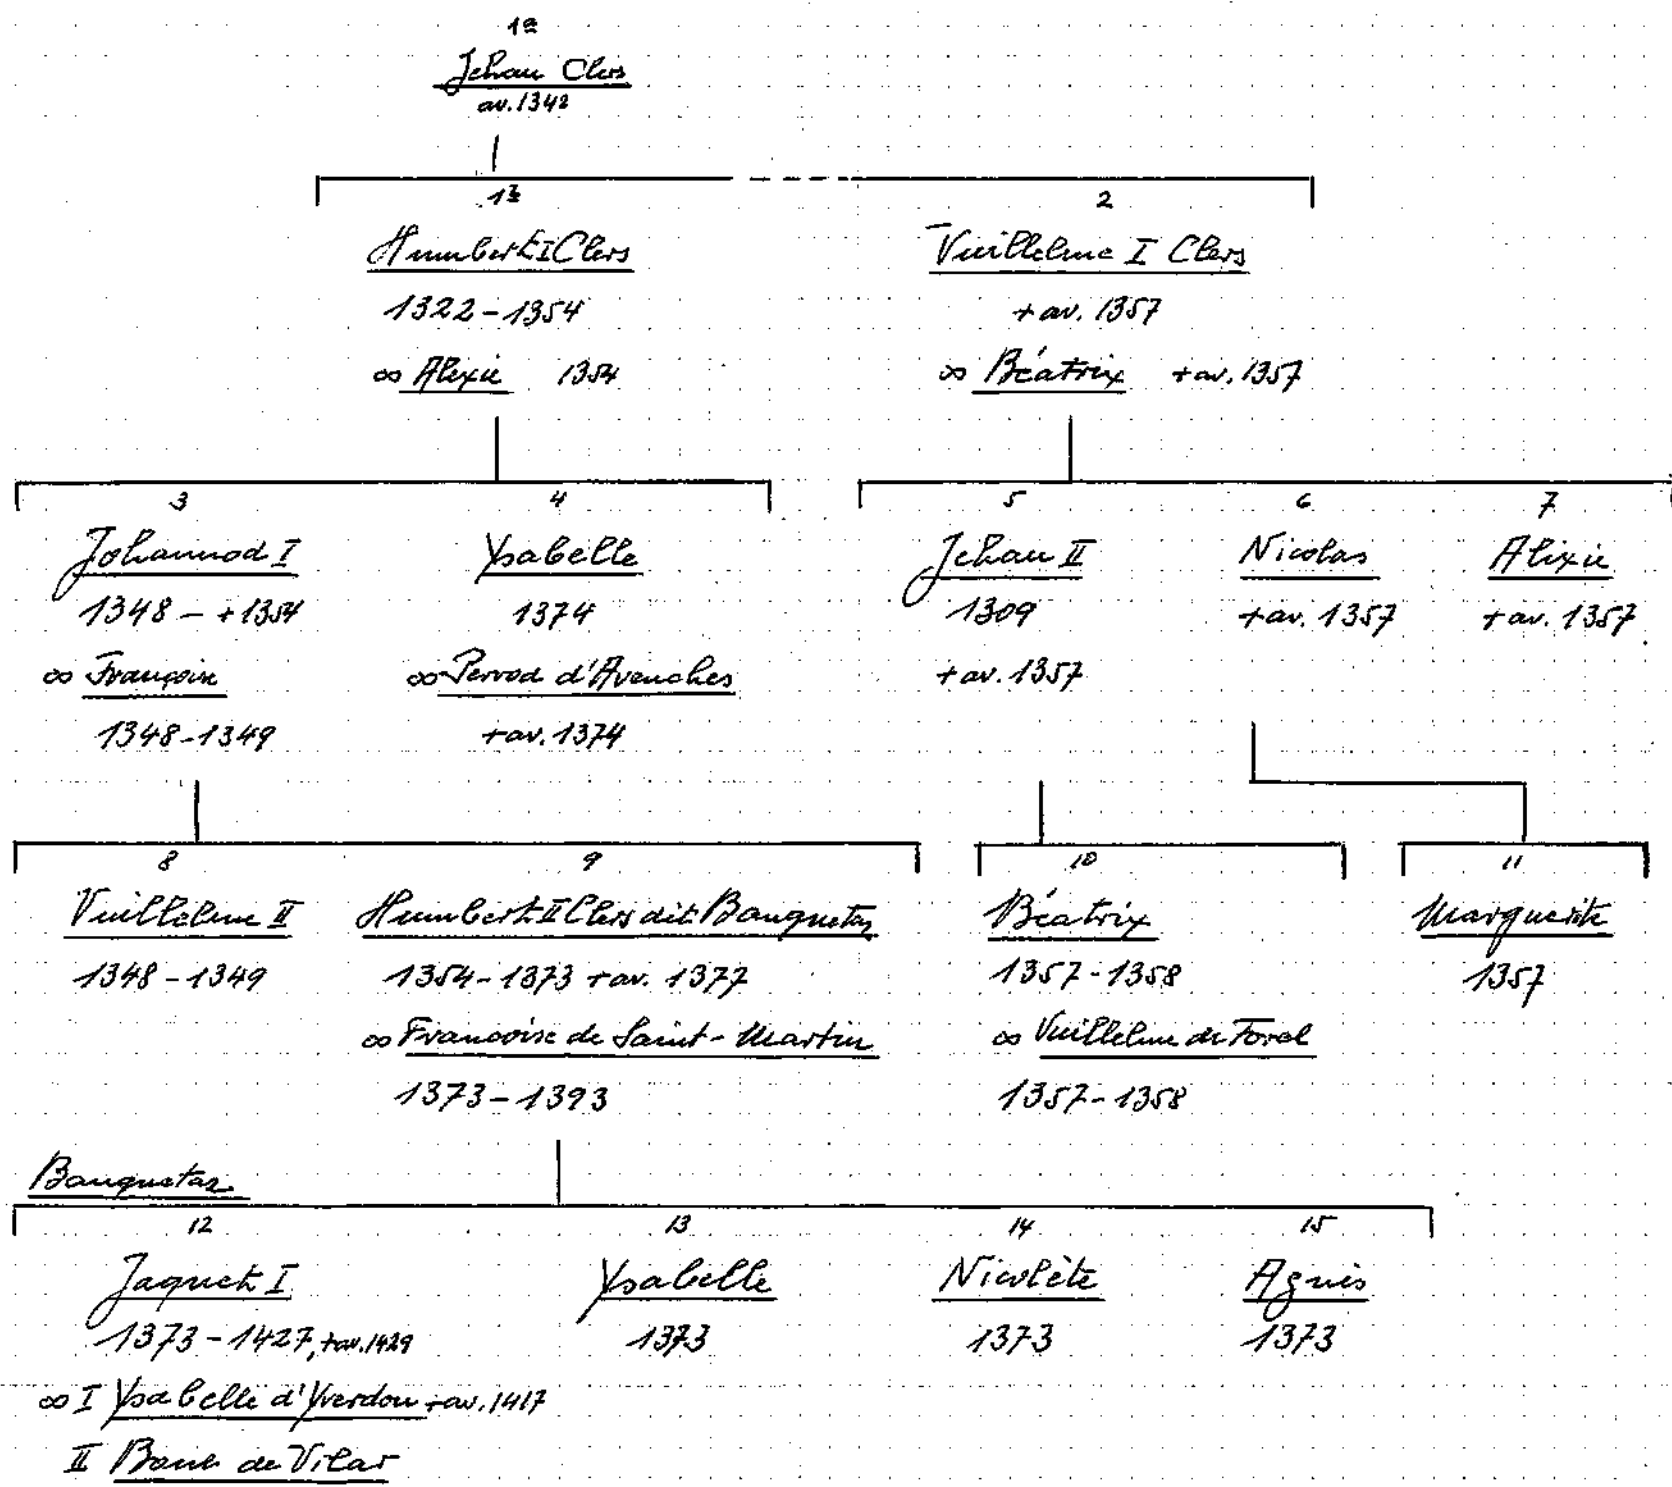 1a
Jehan Clers
av. 1342
1b 2
Humbert I Clers Vuillelme I Clers
1322 - 1354 + av. 1357
∞ Alixie 1354 ∞ Béatrix + av. 1357
3 4 5 6 7
Johannod I Ysabelle Jehan II Nicolas Alixie
1348 - +1354 1374 1309 + av. 1357 + av. 1357
∞ Françoise ∞ Perrod d'Avenches + av. 1357
1348-1349 + av. 1374
8 9 10 11
Vuillelme II Humbert II Clers dit Banquetaz Béatrix Marguerite
1348 - 1349 1354 - 1373 + av. 1377 1357 - 1358 1357
∞ Francoise de Saint-Martin ∞ Vuillelme de Forel
1373 - 1393 1357 - 1358
Banquetaz
12 13 14 15
Jaquet I Ysabelle Nicolète Agnès
1373 - 1427, + av. 1429 1373 1373 1373
∞ I Ysabelle d'Yverdon + av. 1417
II de Vilar